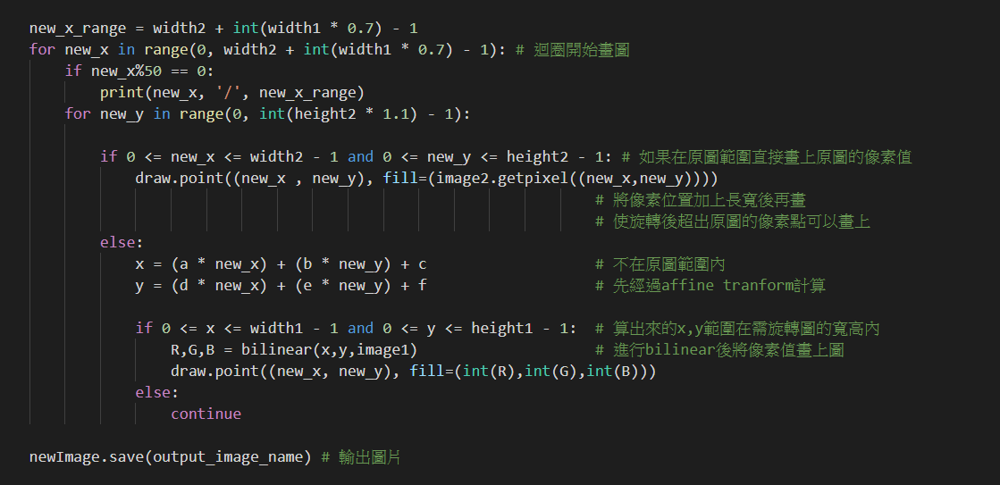 new_x_range = width2 + int(width1 * 0.7) - 1
for new_x in range(0, width2 + int(width1 * 0.7) - 1): # 迴圈開始畫圖
    if new_x%50 == 0:
        print(new_x, '/', new_x_range)
    for new_y in range(0, int(height2 * 1.1) - 1):
        if 0 <= new_x <= width2 - 1 and 0 <= new_y <= height2 - 1: # 如果在原圖範圍直接畫上原圖的像素值
            draw.point((new_x , new_y), fill=(image2.getpixel((new_x,new_y))))
                                                                # 將像素位置加上長寬後再畫
                                                                # 使旋轉後超出原圖的像素點可以畫上
        else:
            x = (a * new_x) + (b * new_y) + c                   # 不在原圖範圍內
            y = (d * new_x) + (e * new_y) + f                   # 先經過affine tranform計算
            if 0 <= x <= width1 - 1 and 0 <= y <= height1 - 1:  # 算出來的x,y範圍在需旋轉圖的寬高內
                R,G,B = bilinear(x,y,image1)                    # 進行bilinear後將像素值畫上圖
                draw.point((new_x, new_y), fill=(int(R),int(G),int(B)))
            else:
                continue
newImage.save(output_image_name) # 輸出圖片